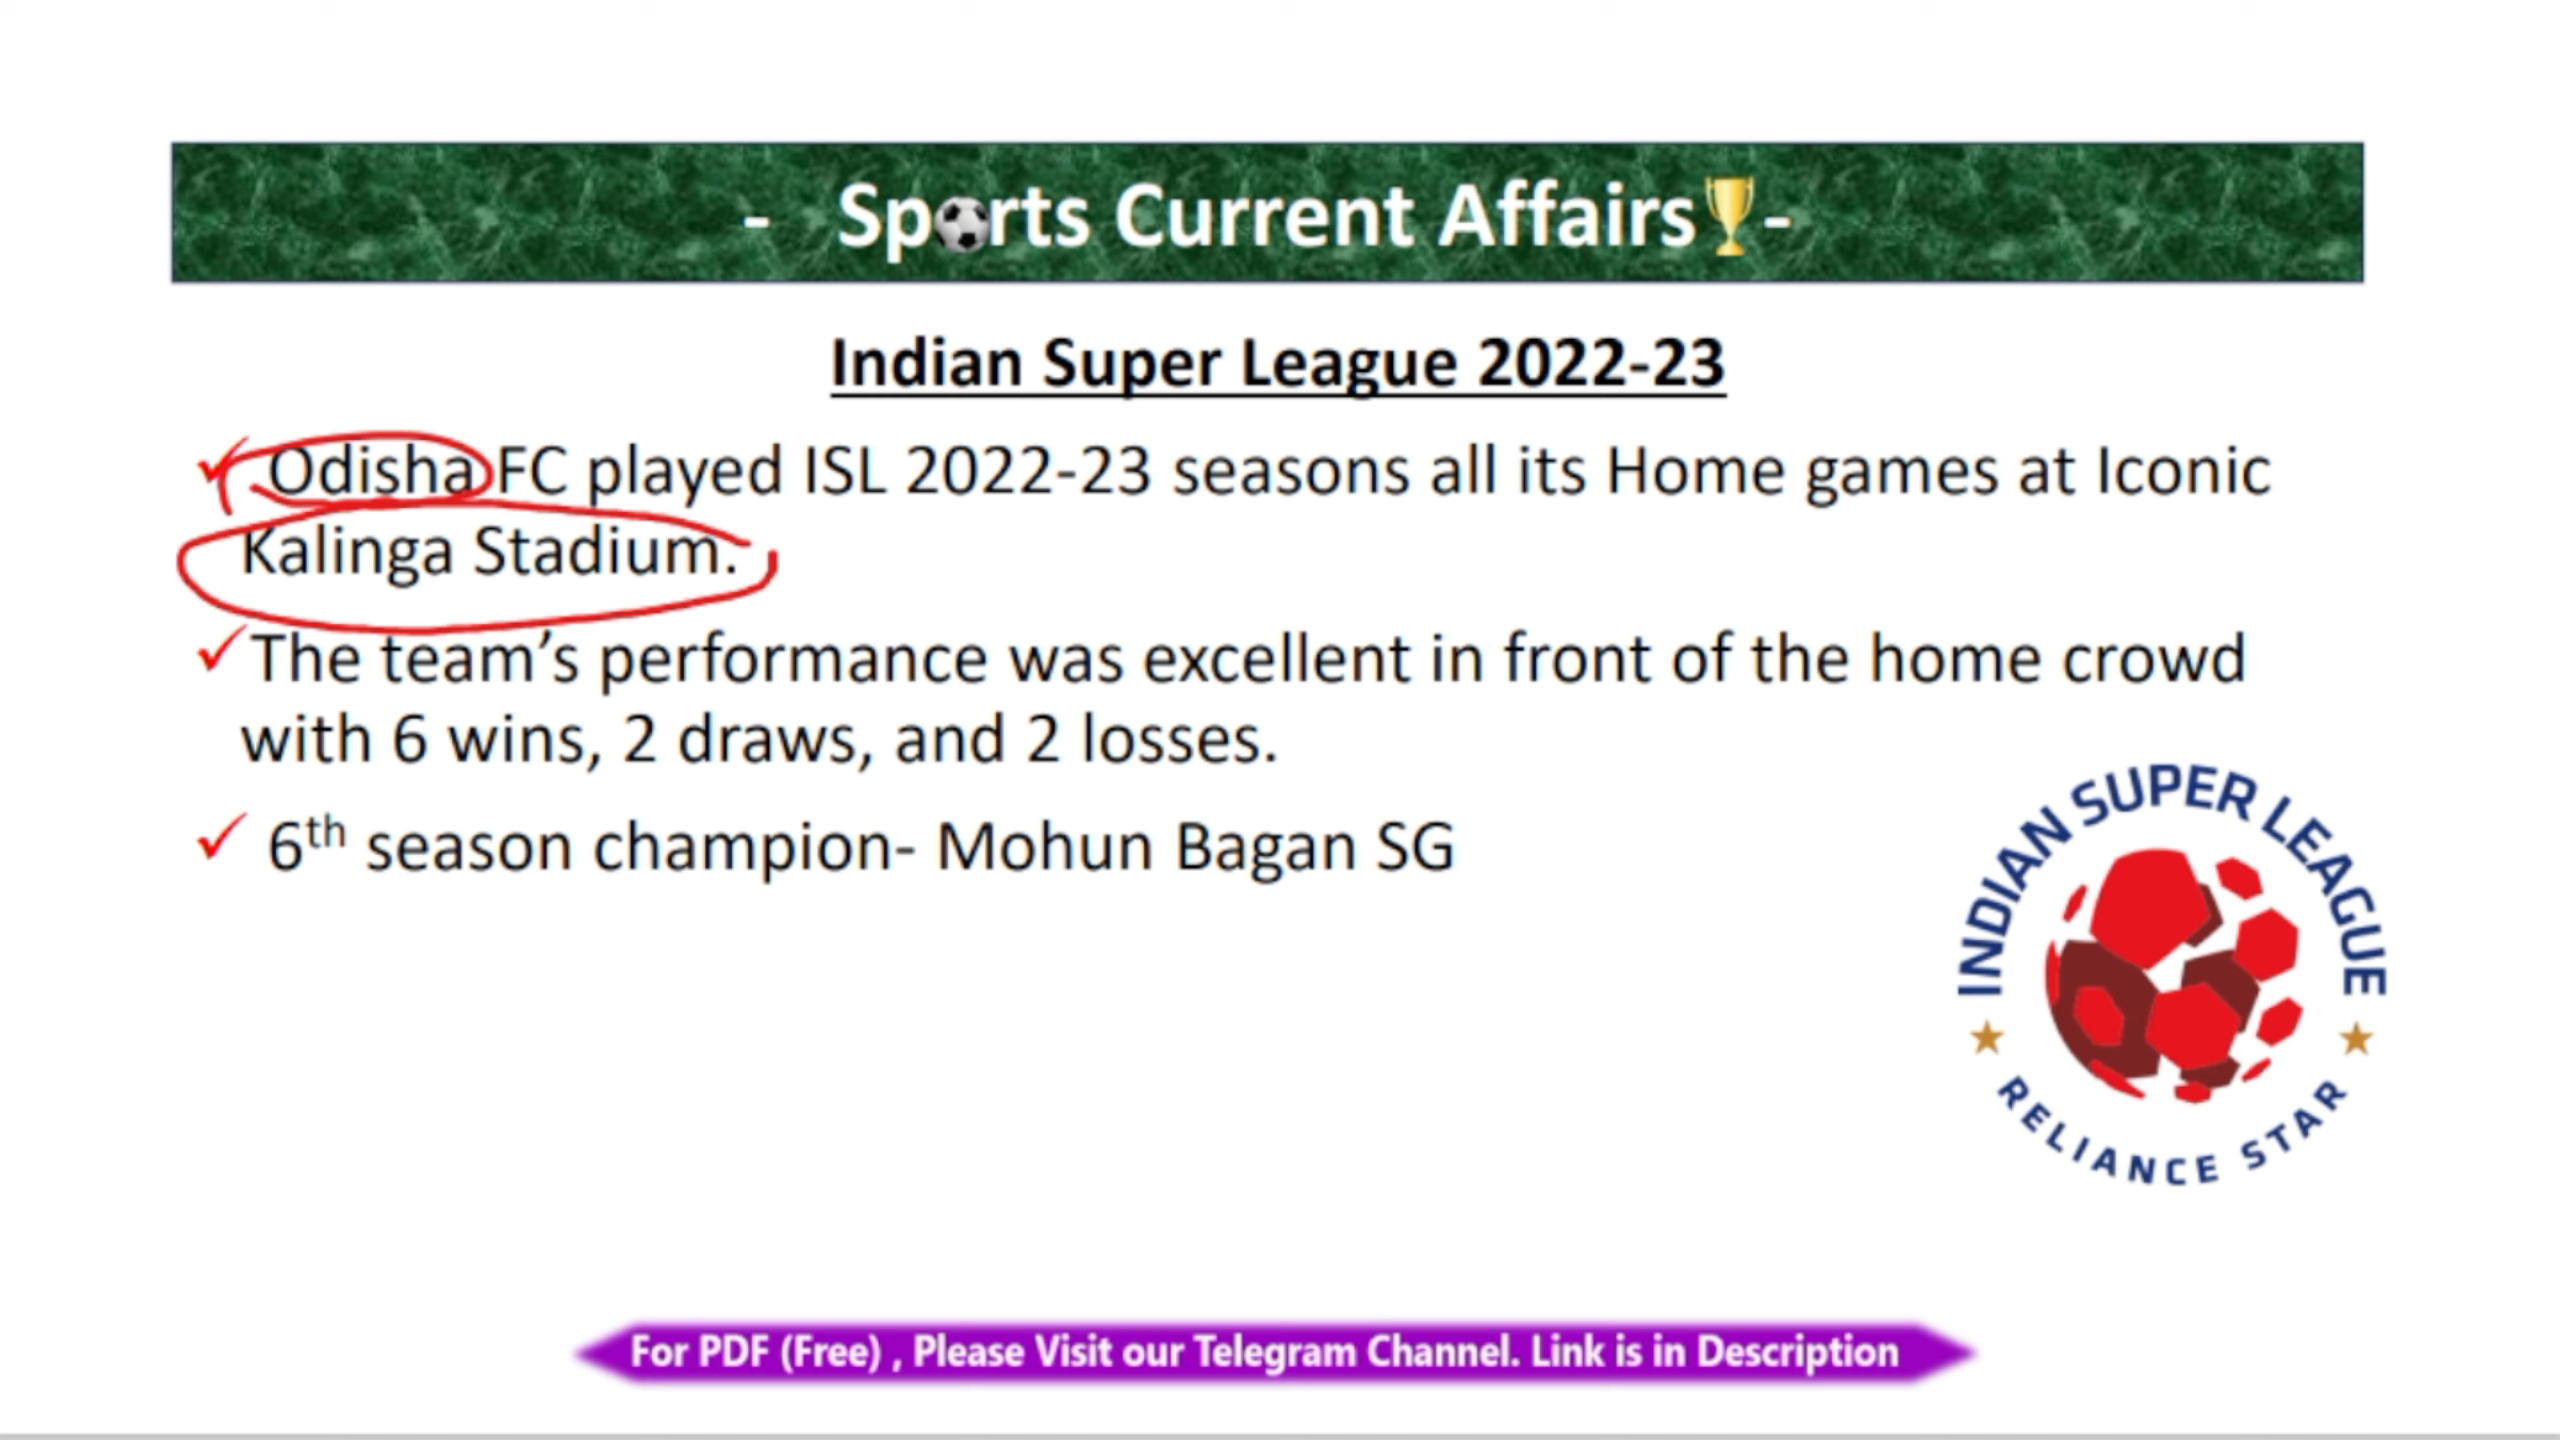 - Sports Current Affairs -
Indian Super League 2022-23
Odisha FC played ISL 2022-23 seasons all its Home games at Iconic
Kalinga Stadium.
The team’s performance was excellent in front of the home crowd
with 6 wins, 2 draws, and 2 losses.
6th season champion- Mohun Bagan SG
INDIAN SUPER LEAGUE
RELIANCE STAR
For PDF (Free) , Please Visit our Telegram Channel. Link is in Description